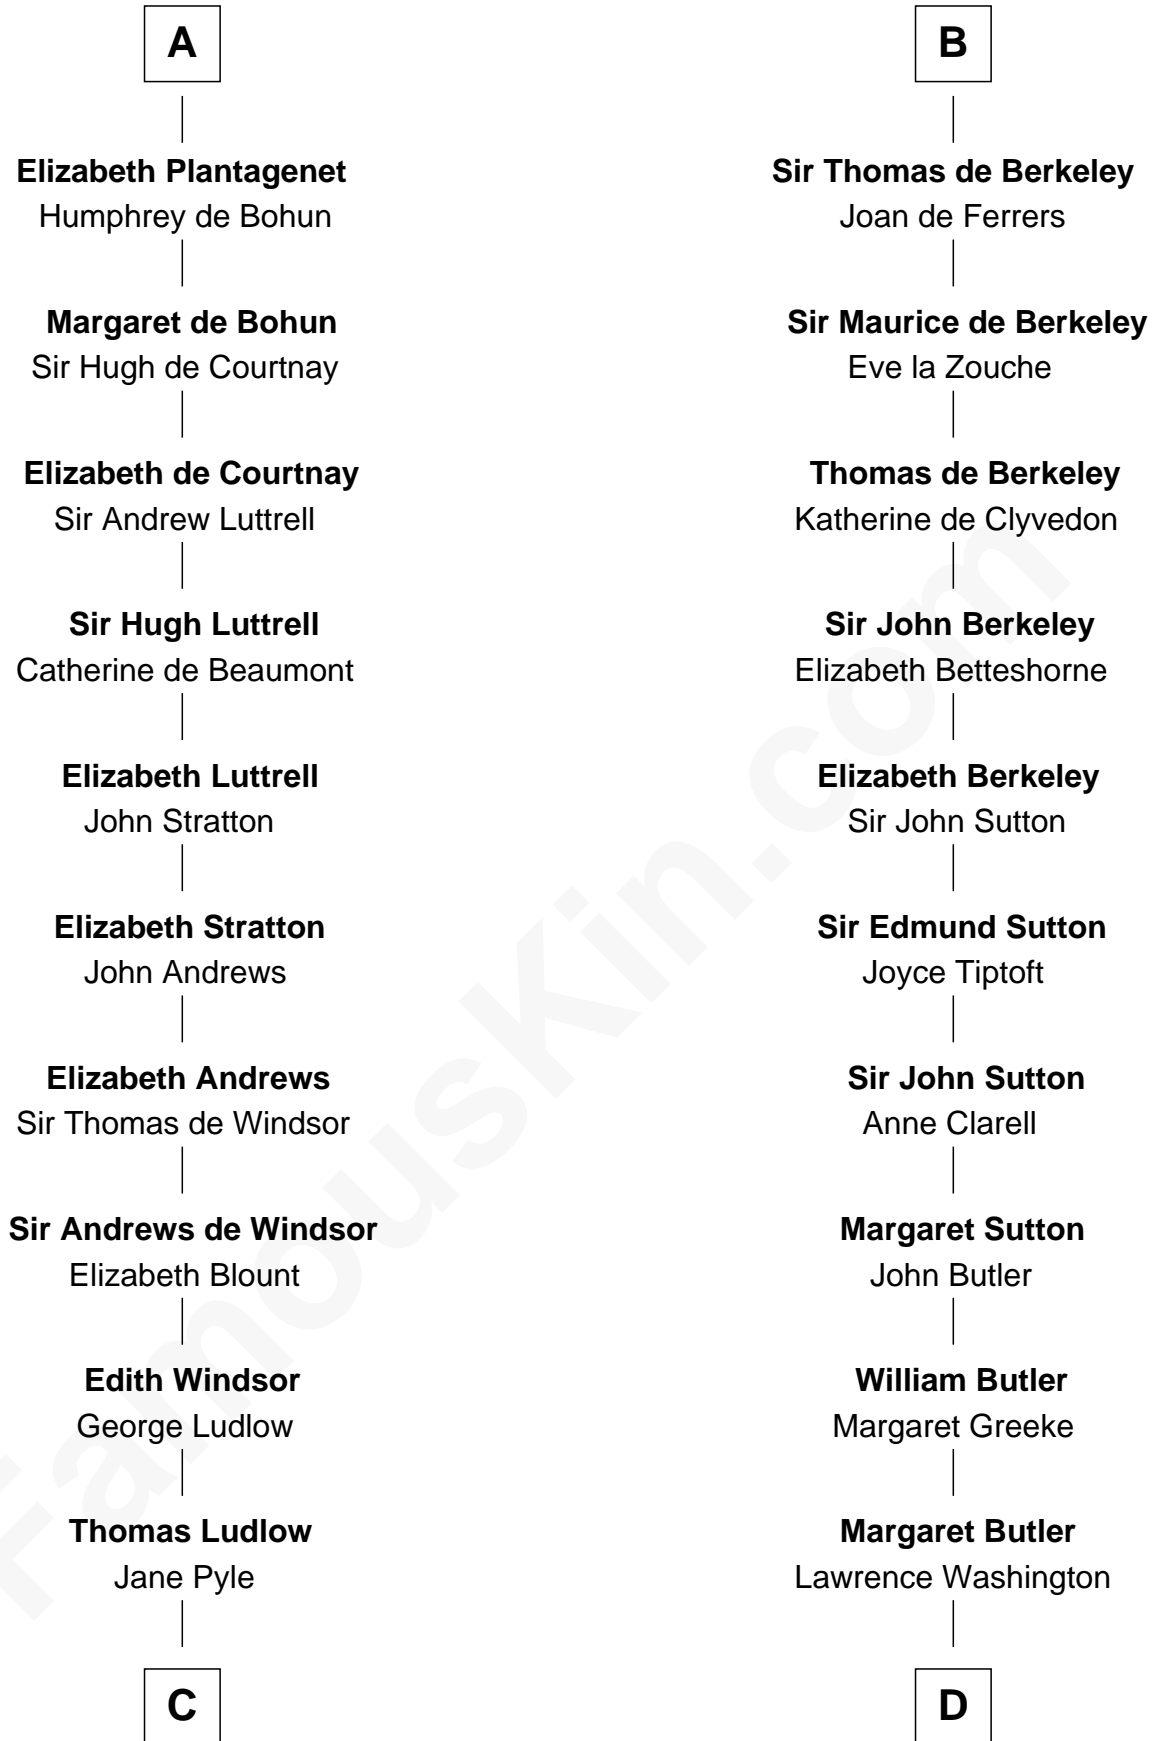 A
Elizabeth Plantagenet
Humphrey de Bohun
Margaret de Bohun
Sir Hugh de Courtnay
Elizabeth de Courtnay
Sir Andrew Luttrell
Sir Hugh Luttrell
Catherine de Beaumont
Elizabeth Luttrell
John Stratton
Elizabeth Stratton
John Andrews
Elizabeth Andrews
Sir Thomas de Windsor
Sir Andrews de Windsor
Elizabeth Blount
Edith Windsor
George Ludlow
Thomas Ludlow
Jane Pyle
C
B
Sir Thomas de Berkeley
Joan de Ferrers
Sir Maurice de Berkeley
Eve la Zouche
Thomas de Berkeley
Katherine de Clyvedon
Sir John Berkeley
Elizabeth Betteshorne
Elizabeth Berkeley
Sir John Sutton
Sir Edmund Sutton
Joyce Tiptoft
Sir John Sutton
Anne Clarell
Margaret Sutton
John Butler
William Butler
Margaret Greeke
Margaret Butler
Lawrence Washington
D
FamousKin.com